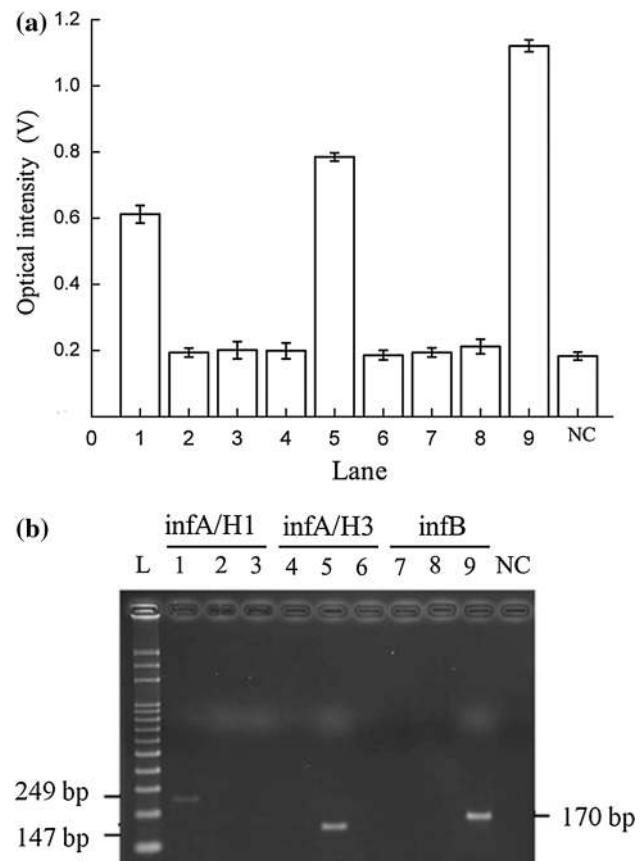 (a)
1.2
1.0
0.8
0.6
0.4
0.2
Optical intensity (V)
0 1 2 3 4 5 6 7 8 9 NC
Lane
(b)
infA/H1 infA/H3 infB
L 1 2 3 4 5 6 7 8 9 NC
249 bp
170 bp
147 bp